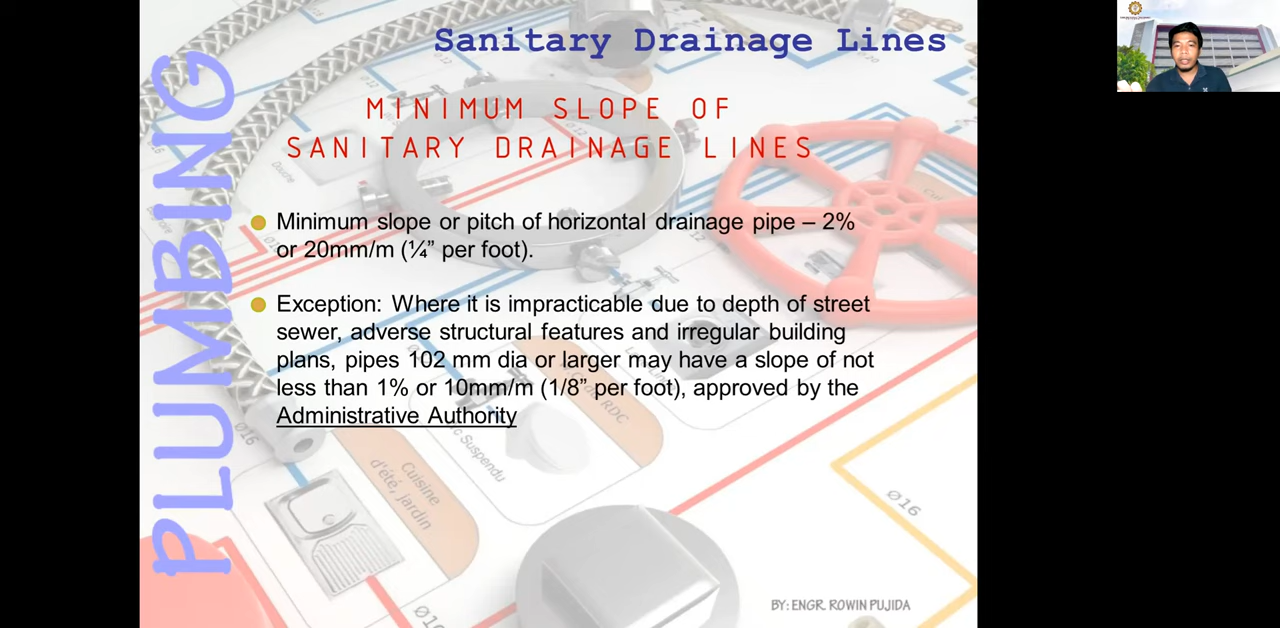 Sanitary Drainage Lines
PLUMBING
MINIMUM SLOPE OF
SANITARY DRAINAGE LINES
Minimum slope or pitch of horizontal drainage pipe – 2%
or 20mm/m (¼” per foot).
Exception: Where it is impracticable due to depth of street
sewer, adverse structural features and irregular building
plans, pipes 102 mm dia or larger may have a slope of not
less than 1% or 10mm/m (1/8” per foot), approved by the
Administrative Authority
Douche
RDC
Suspendu
Cuisine
d'été, jardin
Ø16
Ø16
BY: ENGR. ROWIN PUJIDA